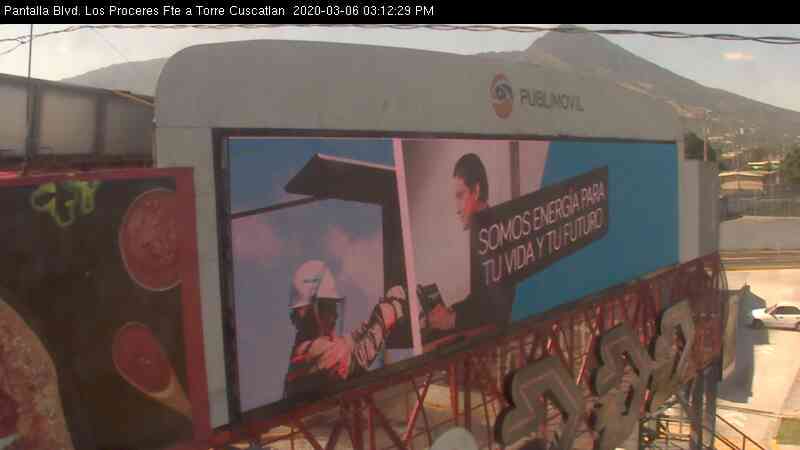 Pantalla Blvd. Los Proceres Fte a Torre Cuscatlan 2020-03-06 03:12:29 PM
PUBLIMOVIL
SOMOS ENERGÍA PARA
TU VIDA Y TU FUTURO